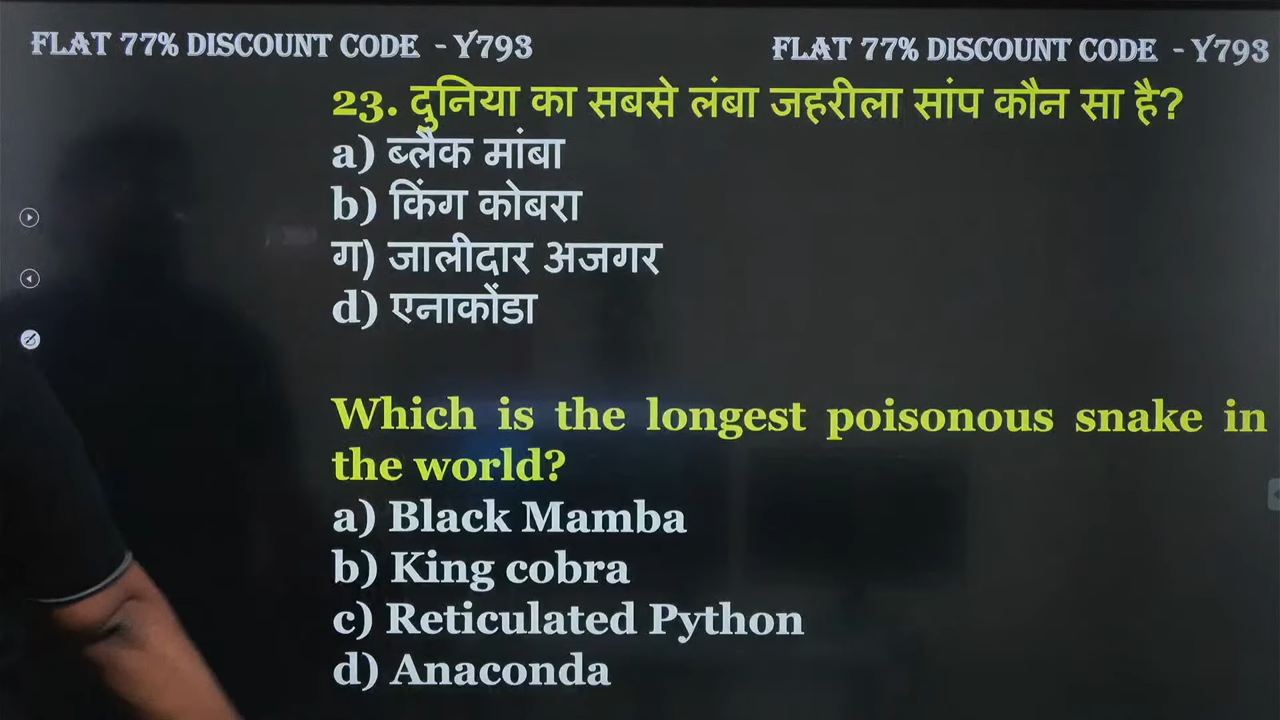 FLAT 77% DISCOUNT CODE - Y793 FLAT 77% DISCOUNT CODE - Y793
23. दुनिया का सबसे लंबा जहरीला सांप कौन सा है?
a) ब्लैक मांबा
b) किंग कोबरा
ग) जालीदार अजगर
d) एनाकोंडा
Which is the longest poisonous snake in
the world?
a) Black Mamba
b) King cobra
c) Reticulated Python
d) Anaconda